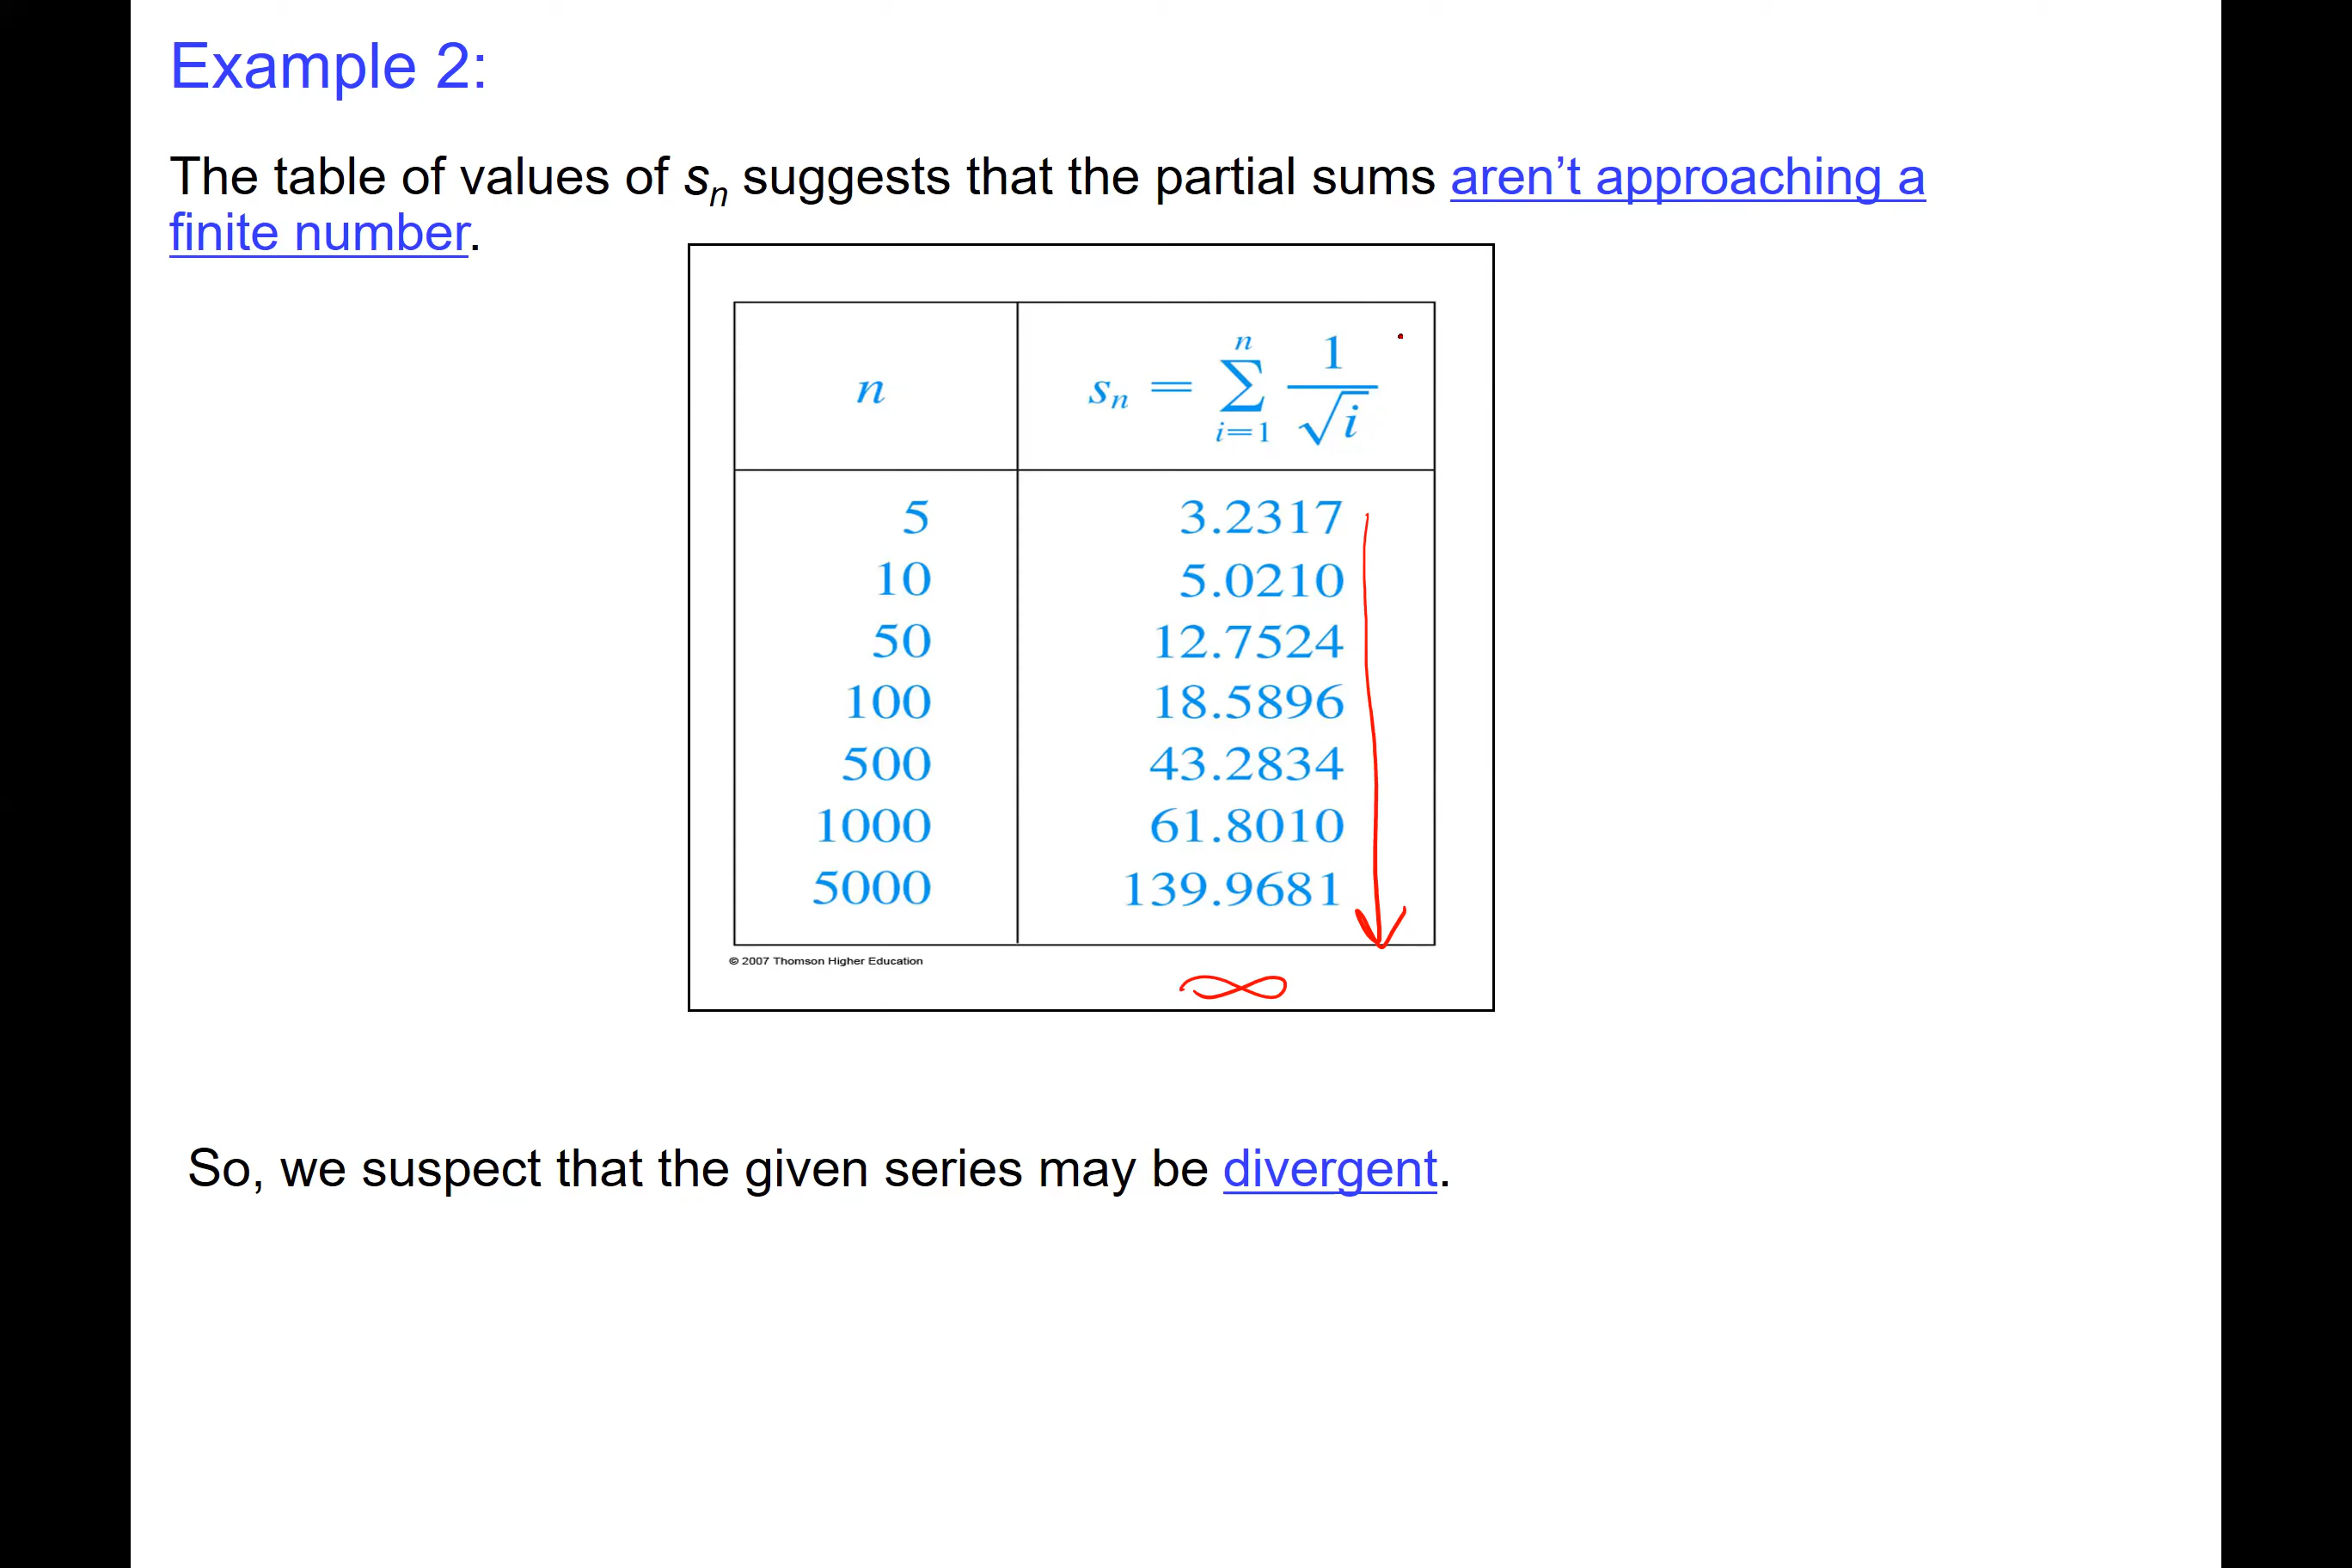 Example 2:
The table of values of sₙ suggests that the partial sums aren’t approaching a
finite number.
n sₙ = ∑ⁿᵢ₌₁ 1/√i
5 3.2317
10 5.0210
50 12.7524
100 18.5896
500 43.2834
1000 61.8010
5000 139.9681
© 2007 Thomson Higher Education
∞
So, we suspect that the given series may be divergent.